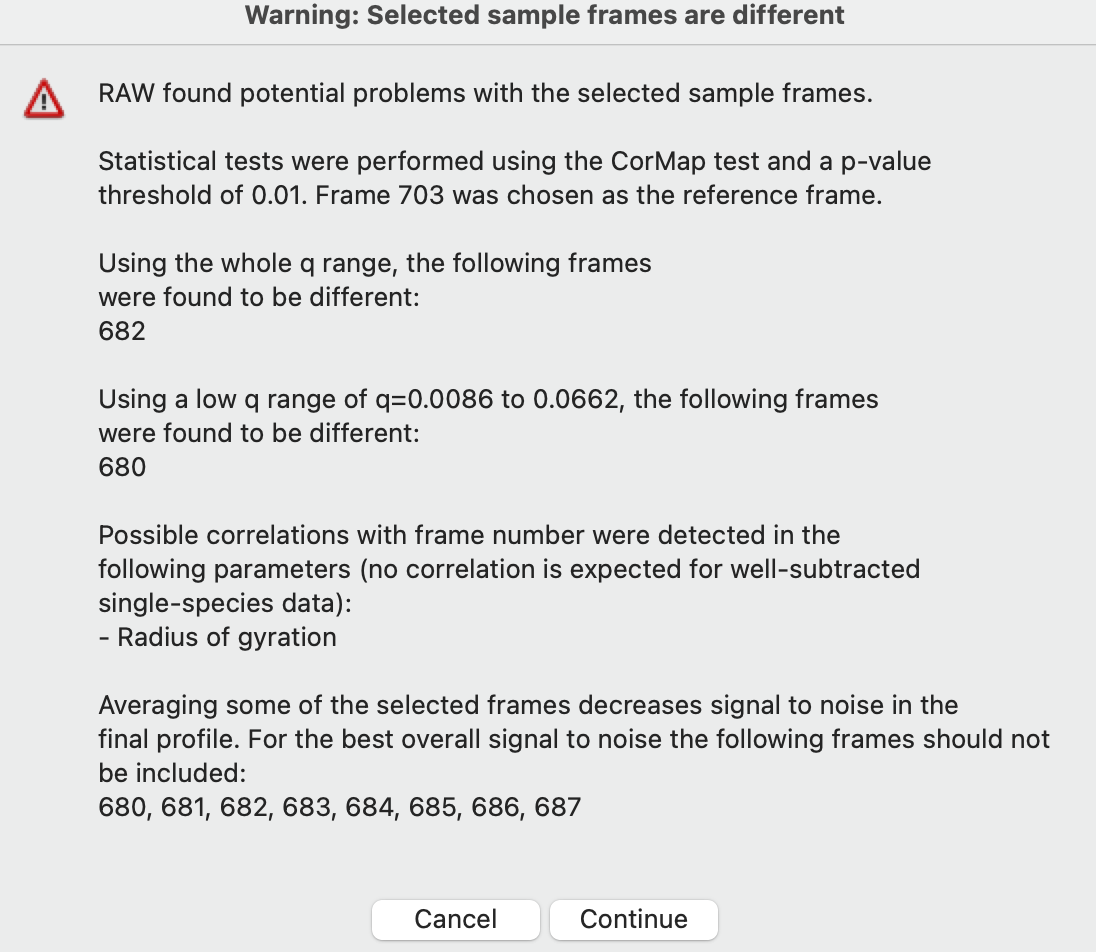 Warning: Selected sample frames are different
RAW found potential problems with the selected sample frames.
Statistical tests were performed using the CorMap test and a p-value
threshold of 0.01. Frame 703 was chosen as the reference frame.
Using the whole q range, the following frames
were found to be different:
682
Using a low q range of q=0.0086 to 0.0662, the following frames
were found to be different:
680
Possible correlations with frame number were detected in the
following parameters (no correlation is expected for well-subtracted
single-species data):
- Radius of gyration
Averaging some of the selected frames decreases signal to noise in the
final profile. For the best overall signal to noise the following frames should not
be included:
680, 681, 682, 683, 684, 685, 686, 687
Cancel
Continue